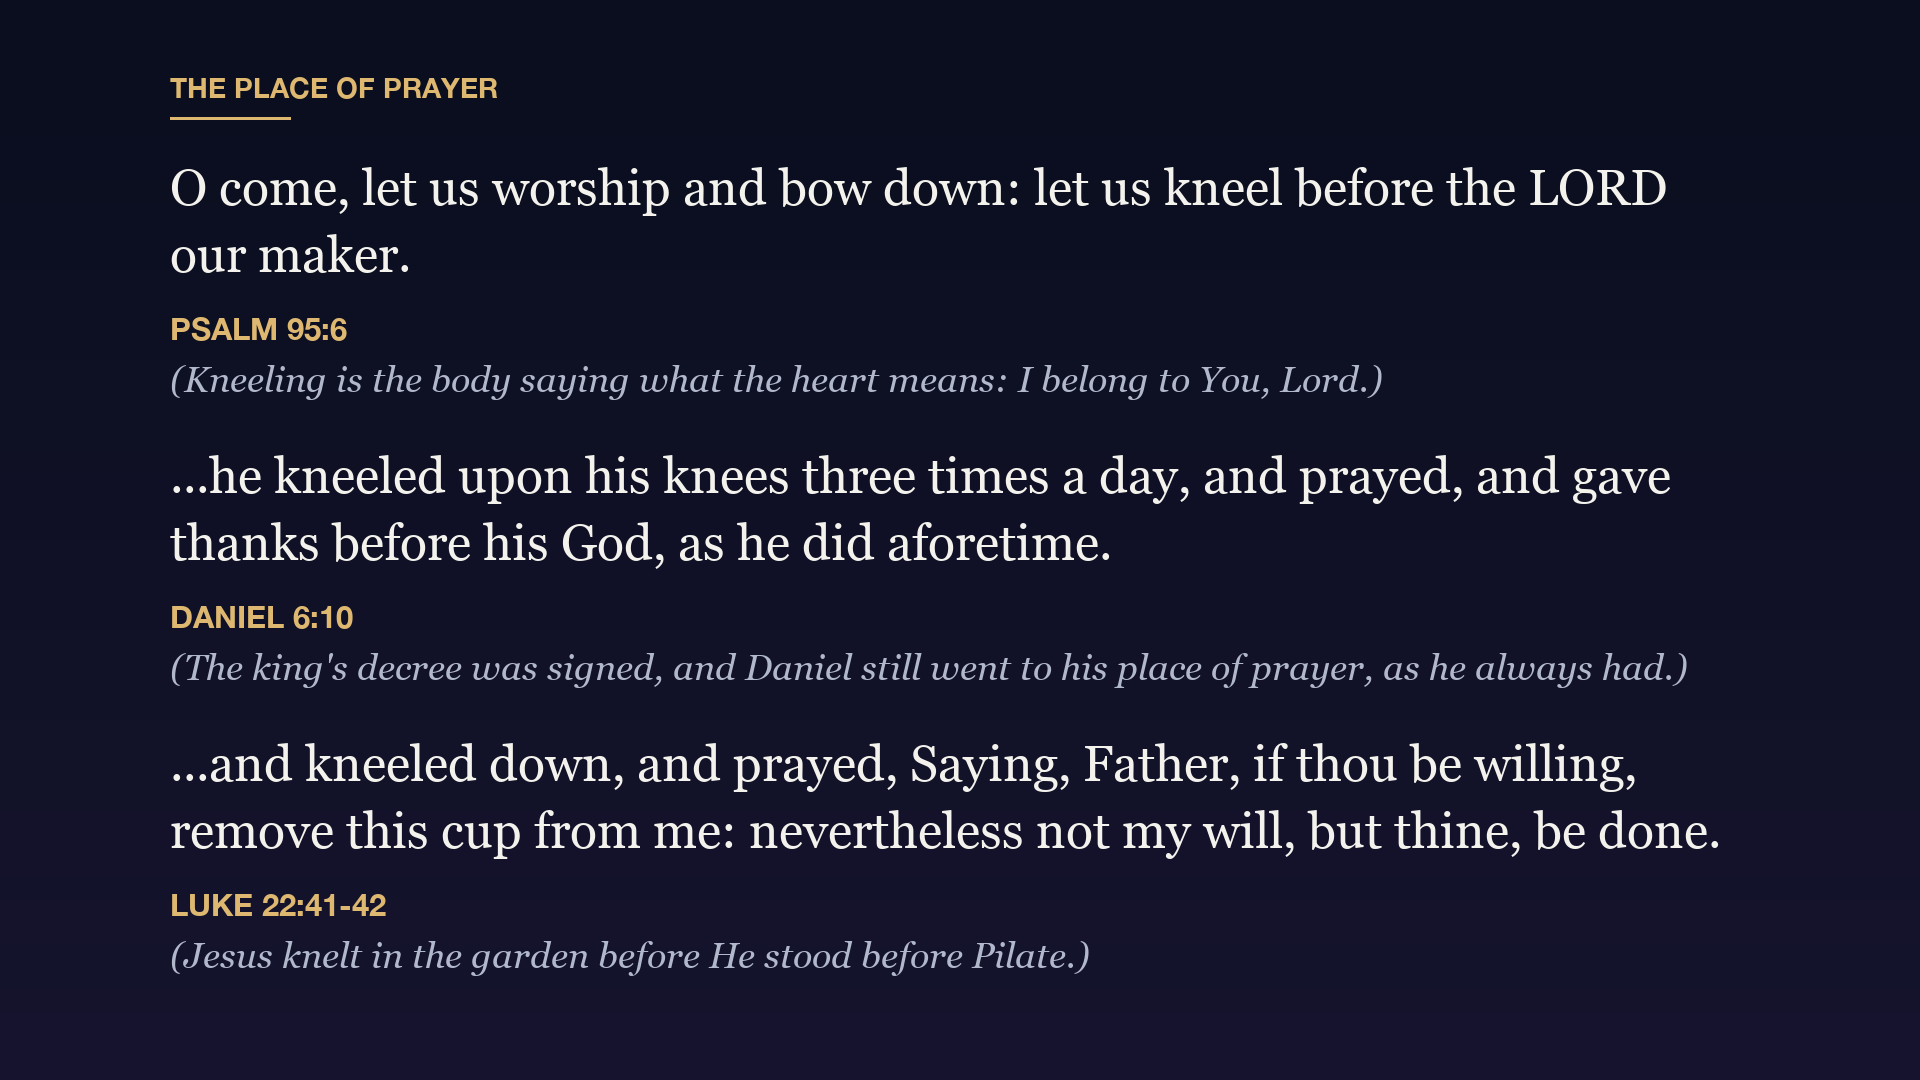 THE PLACE OF PRAYER
O come, let us worship and bow down: let us kneel before the LORD
our maker.
PSALM 95:6
(Kneeling is the body saying what the heart means: I belong to You, Lord.)
...he kneeled upon his knees three times a day, and prayed, and gave
thanks before his God, as he did aforetime.
DANIEL 6:10
(The king's decree was signed, and Daniel still went to his place of prayer, as he always had.)
...and kneeled down, and prayed, Saying, Father, if thou be willing,
remove this cup from me: nevertheless not my will, but thine, be done.
LUKE 22:41-42
(Jesus knelt in the garden before He stood before Pilate.)